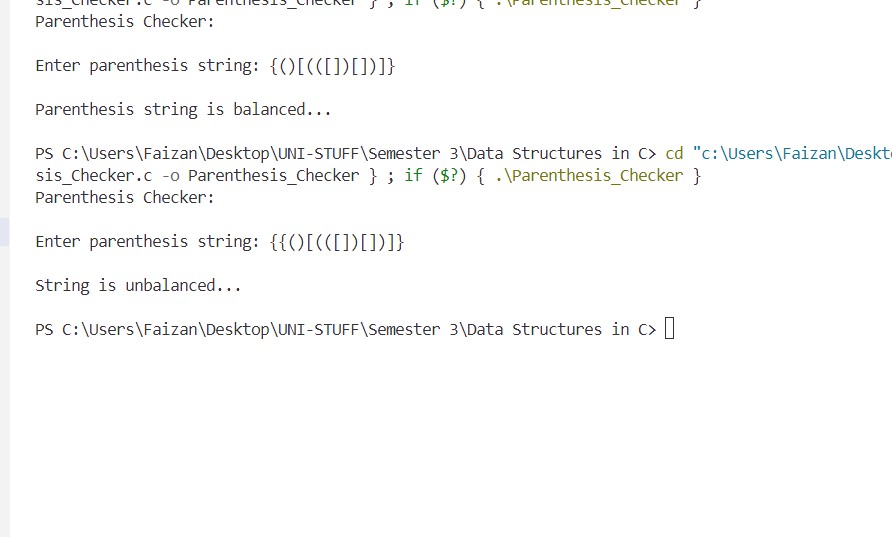 sis_Checker.c -o Parenthesis_Checker } ; if ($?) { .\Parenthesis_Checker }
Parenthesis Checker:
Enter parenthesis string: {()[(([])[])]}
Parenthesis string is balanced...
PS C:\Users\Faizan\Desktop\UNI-STUFF\Semester 3\Data Structures in C> cd "c:\Users\Faizan\Deskto
sis_Checker.c -o Parenthesis_Checker } ; if ($?) { .\Parenthesis_Checker }
Parenthesis Checker:
Enter parenthesis string: {{()[(([])[])]}
String is unbalanced...
PS C:\Users\Faizan\Desktop\UNI-STUFF\Semester 3\Data Structures in C>